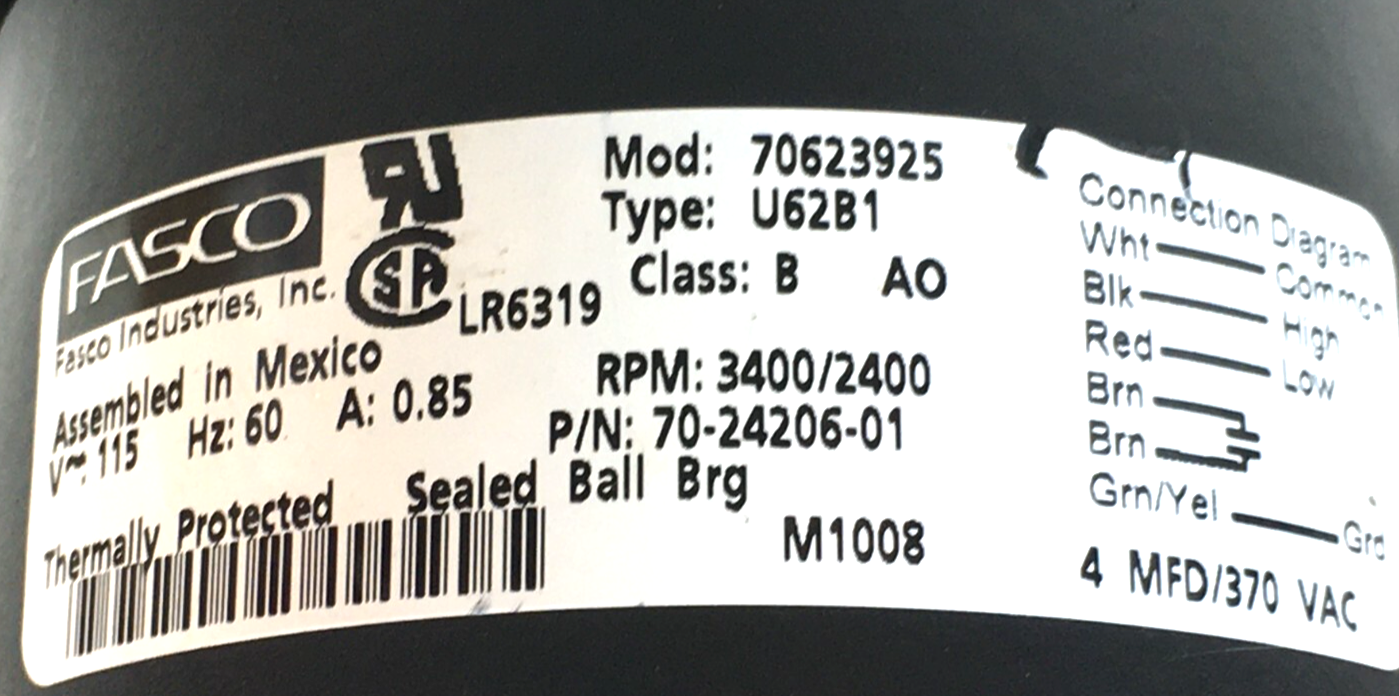 FASCO
Fasco Industries, Inc.
LR6319
Assembled in Mexico
V~: 115 Hz: 60 A: 0.85
Thermally Protected Sealed Ball Brg
Mod: 70623925
Type: U62B1
Class: B AO
RPM: 3400/2400
P/N: 70-24206-01
M1008
Connection Diagram
Wht Common
Blk High
Red Low
Brn
Brn
Grn/Yel Grd
4 MFD/370 VAC